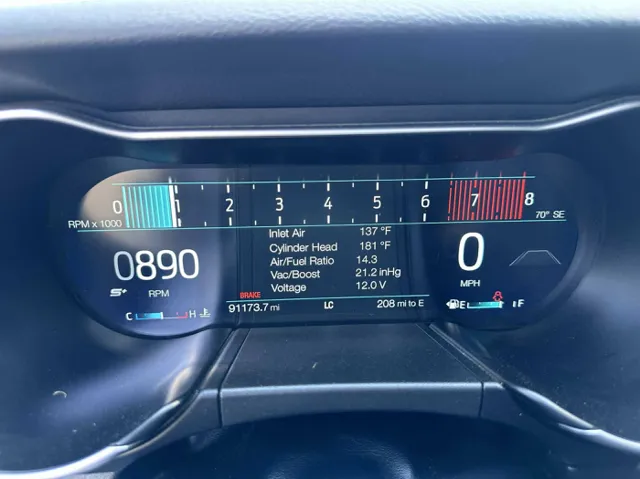 0 1 2 3 4 5 6 7 8
RPM x 1000
70° SE
Inlet Air 137 °F
Cylinder Head 181 °F
Air/Fuel Ratio 14.3
Vac/Boost 21.2 inHg
Voltage 12.0 V
0890
RPM
S+
0
MPH
BRAKE
C H
E F
91173.7 mi LC 208 mi to E